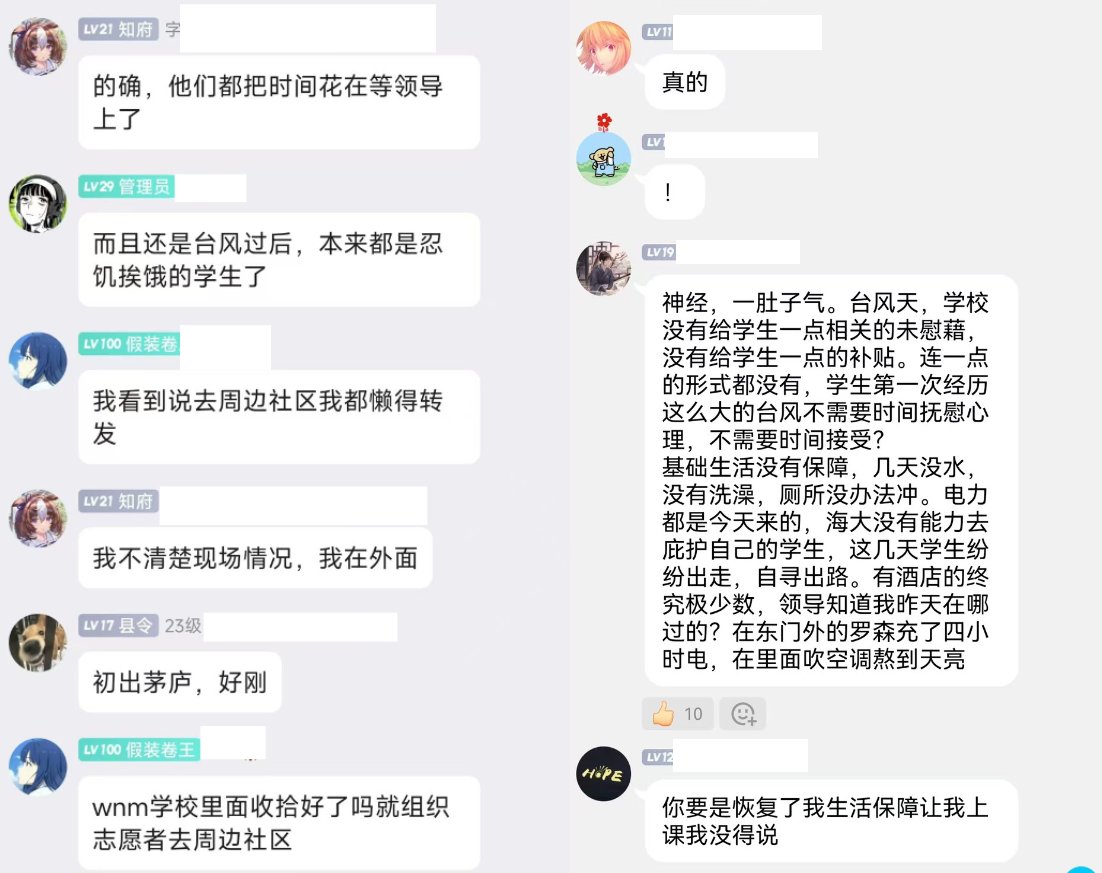 LV21 知府 字
的确，他们都把时间花在等领导
上了
LV29 管理员
而且还是台风过后，本来都是忍
饥挨饿的学生了
LV100 假装卷
我看到说去周边社区我都懒得转
发
LV21 知府
我不清楚现场情况，我在外面
LV17 县令 23级
初出茅庐，好刚
LV100 假装卷王
wnm学校里面收拾好了吗就组织
志愿者去周边社区
LV11
真的
LV1
！
LV19
神经，一肚子气。台风天，学校
没有给学生一点相关的未慰藉，
没有给学生一点的补贴。连一点
的形式都没有，学生第一次经历
这么大的台风不需要时间抚慰心
理，不需要时间接受？
基础生活没有保障，几天没水，
没有洗澡，厕所没办法冲。电力
都是今天来的，海大没有能力去
庇护自己的学生，这几天学生纷
纷出走，自寻出路。有酒店的终
究极少数，领导知道我昨天在哪
过的？在东门外的罗森充了四小
时电，在里面吹空调熬到天亮
10
HOPE
LV12
你要是恢复了我生活保障让我上
课我没得说